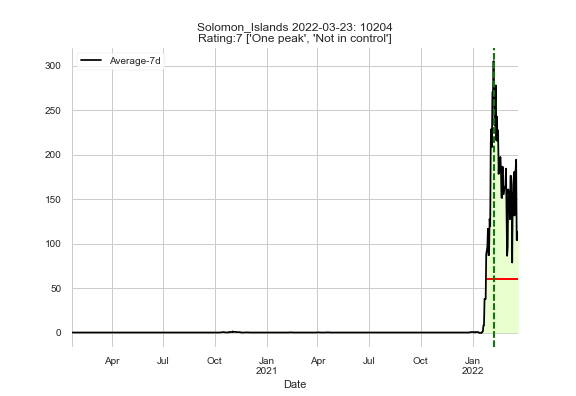 Solomon_Islands 2022-03-23: 10204
Rating:7 ['One peak', 'Not in control']
Average-7d
300
250
200
150
100
50
0
Apr Jul Oct Jan Apr Jul Oct Jan
2021 2022
Date